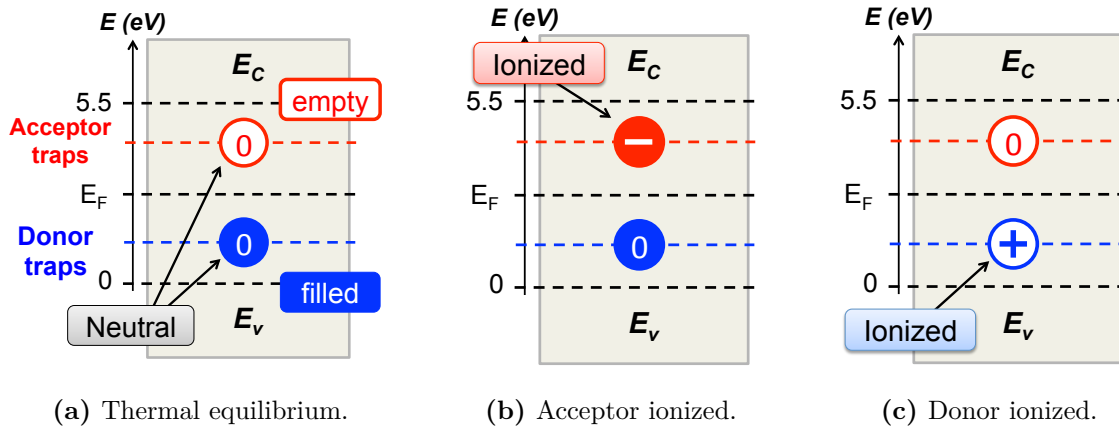 E (eV)
E_C
5.5
empty
Acceptor
traps
0
E_F
Donor
traps
0
0
filled
Neutral
E_v
(a) Thermal equilibrium.
E (eV)
Ionized
E_C
5.5
−
E_F
0
0
E_v
(b) Acceptor ionized.
E (eV)
E_C
5.5
0
E_F
+
0
Ionized
E_v
(c) Donor ionized.